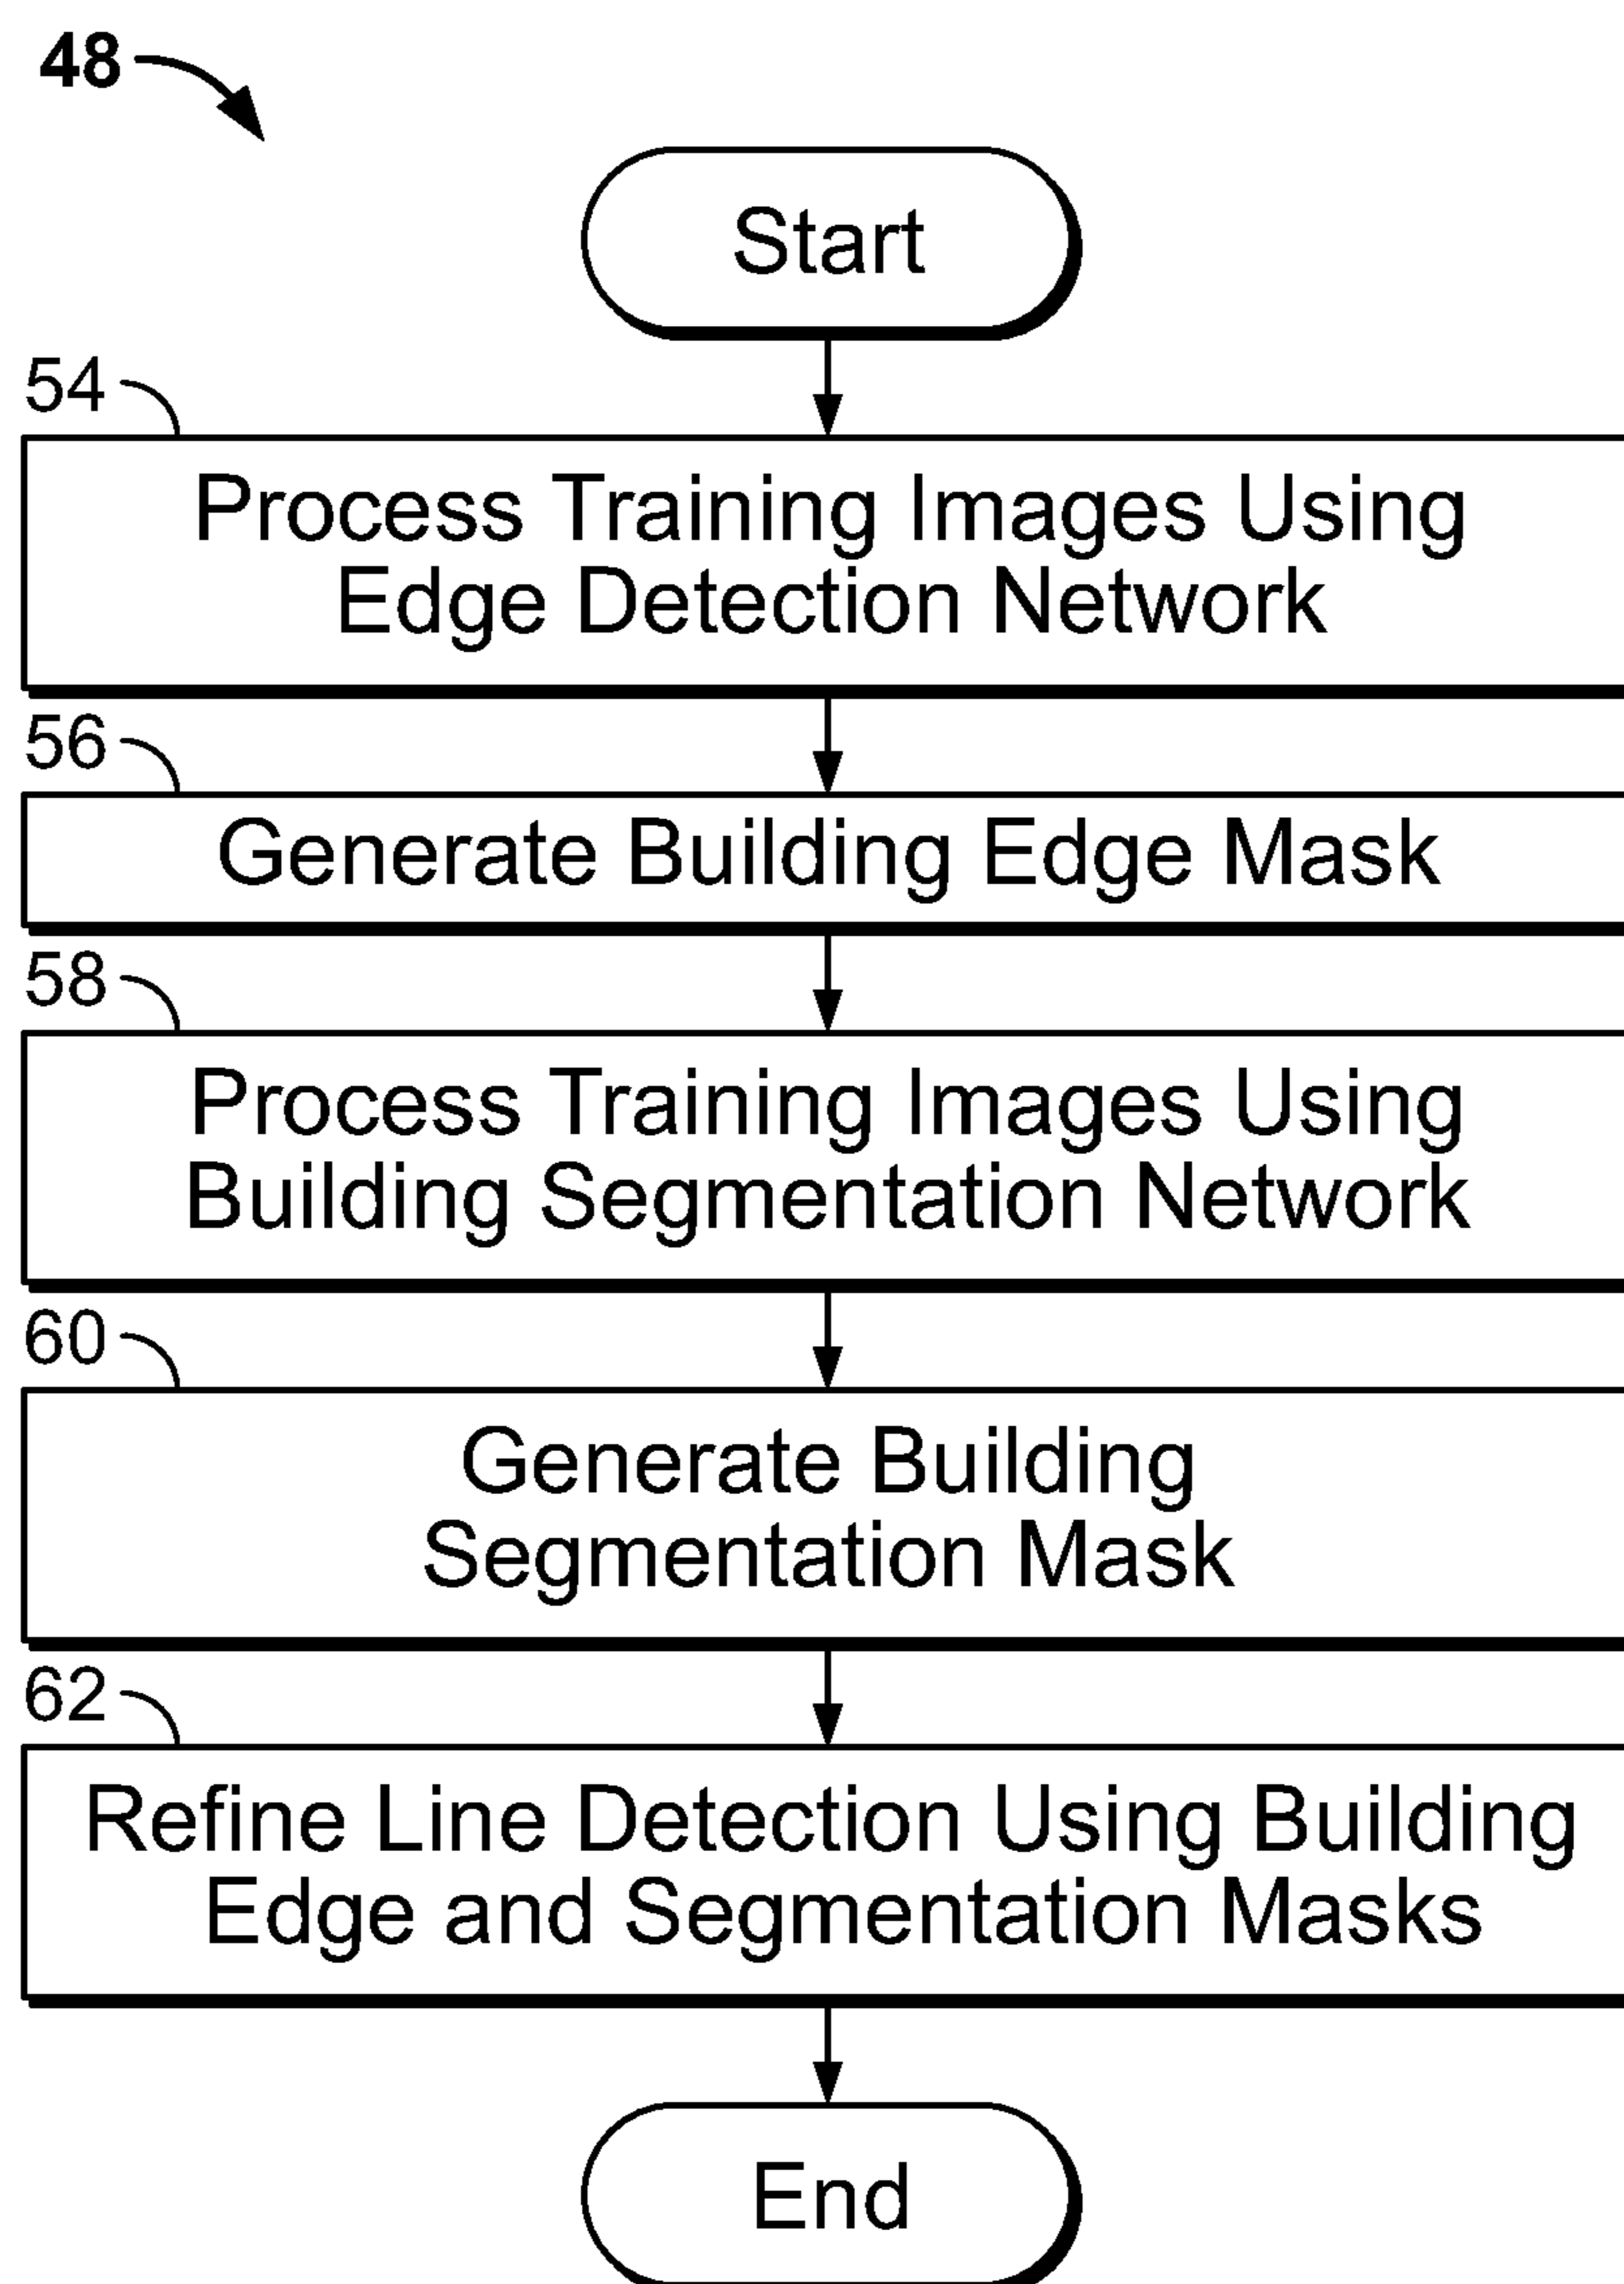 48
Start
54
Process Training Images Using
Edge Detection Network
56
Generate Building Edge Mask
58
Process Training Images Using
Building Segmentation Network
60
Generate Building
Segmentation Mask
62
Refine Line Detection Using Building
Edge and Segmentation Masks
End